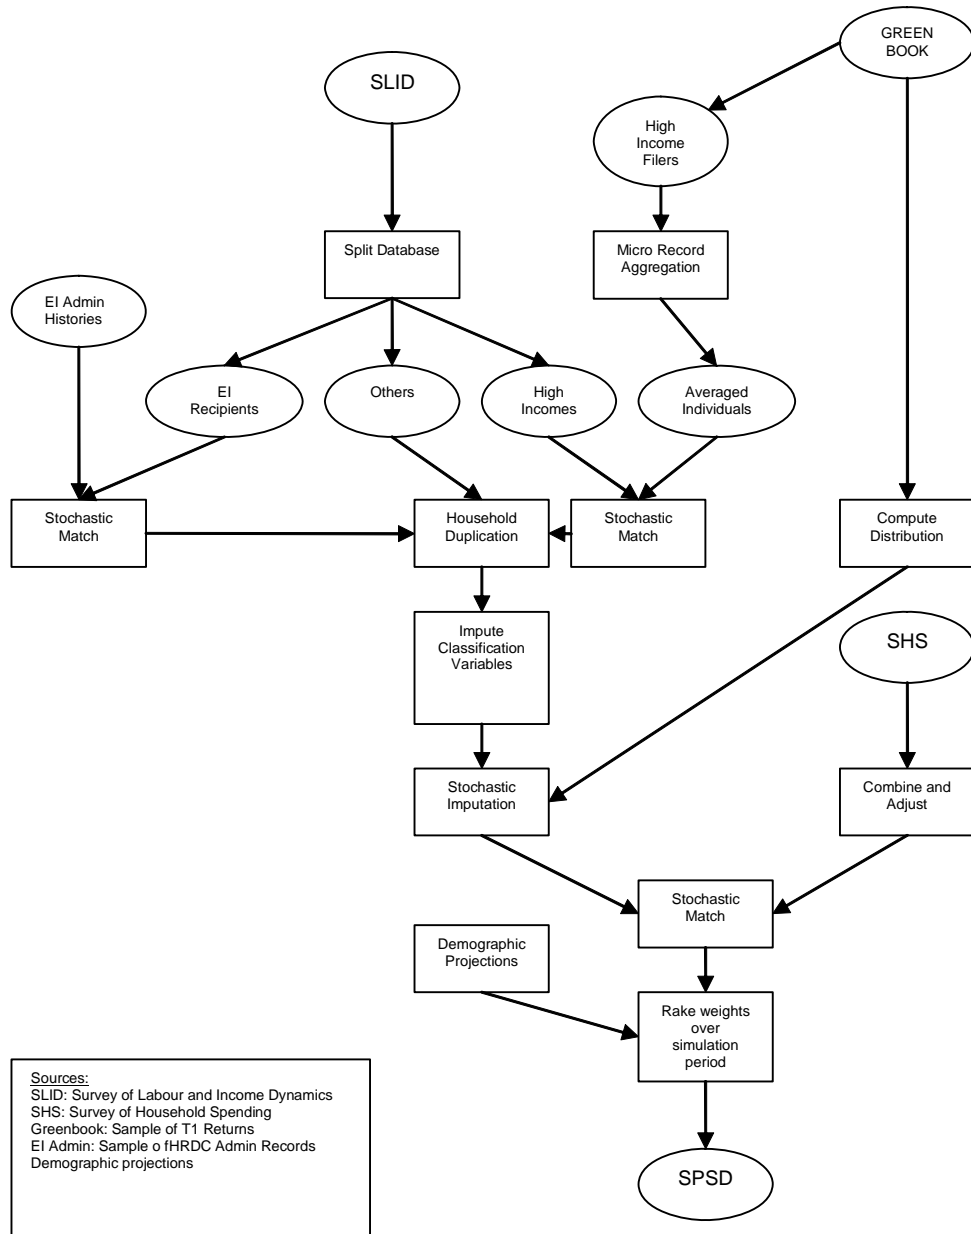 GREEN
BOOK
SLID
High
Income
Filers
Split Database
Micro Record
Aggregation
EI Admin
Histories
EI
Recipients
Others
High
Incomes
Averaged
Individuals
Stochastic
Match
Household
Duplication
Stochastic
Match
Compute
Distribution
Impute
Classification
Variables
SHS
Stochastic
Imputation
Combine and
Adjust
Stochastic
Match
Demographic
Projections
Rake weights
over
simulation
period
Sources:
SLID: Survey of Labour and Income Dynamics
SHS: Survey of Household Spending
Greenbook: Sample of T1 Returns
EI Admin: Sample o fHRDC Admin Records
Demographic projections
SPSD